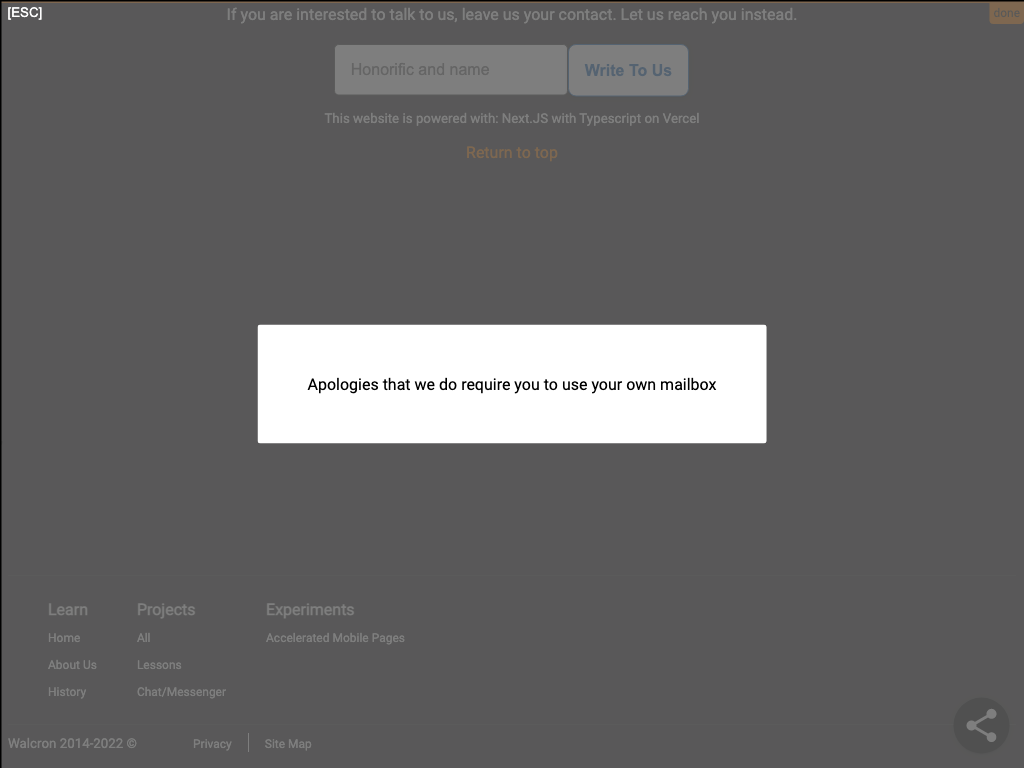 [ESC]
If you are interested to talk to us, leave us your contact. Let us reach you instead.
done
Honorific and name
Write To Us
This website is powered with: Next.JS with Typescript on Vercel
Return to top
Apologies that we do require you to use your own mailbox
Learn
Projects
Experiments
Home
All
Accelerated Mobile Pages
About Us
Lessons
History
Chat/Messenger
Walcron 2014-2022 ©
Privacy
Site Map